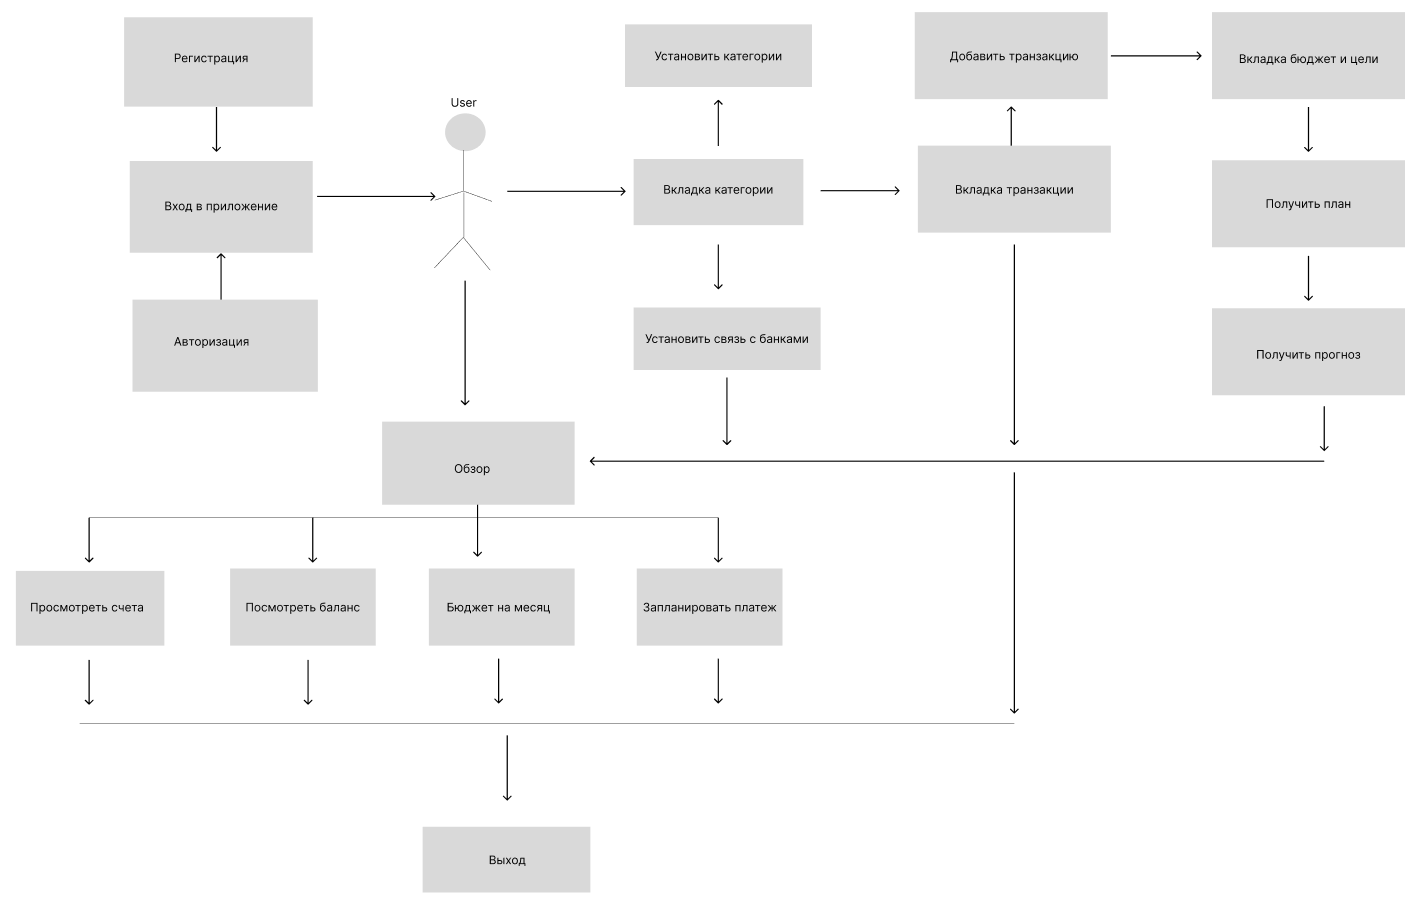 Регистрация
Установить категории
Добавить транзакцию
Вкладка бюджет и цели
User
Вход в приложение
Вкладка категории
Вкладка транзакции
Получить план
Авторизация
Установить связь с банками
Получить прогноз
Обзор
Просмотреть счета
Посмотреть баланс
Бюджет на месяц
Запланировать платеж
Выход